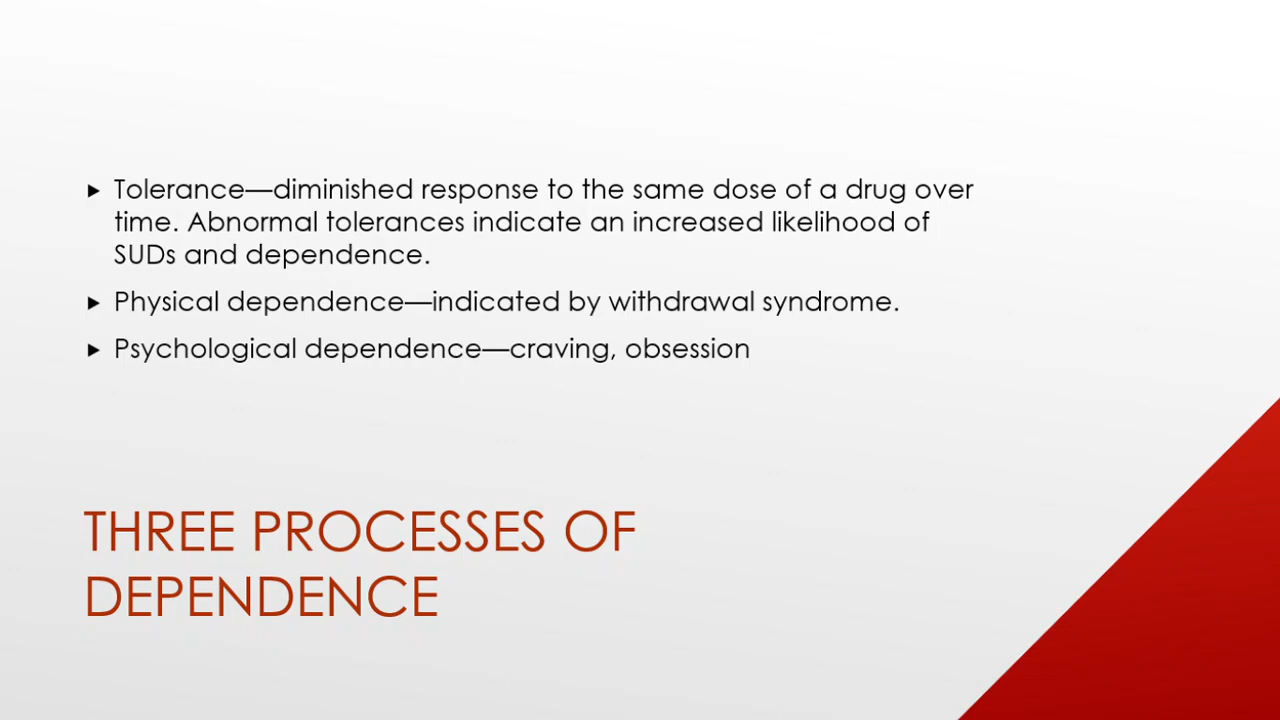 Tolerance—diminished response to the same dose of a drug over
time. Abnormal tolerances indicate an increased likelihood of
SUDs and dependence.
Physical dependence—indicated by withdrawal syndrome.
Psychological dependence—craving, obsession
THREE PROCESSES OF
DEPENDENCE